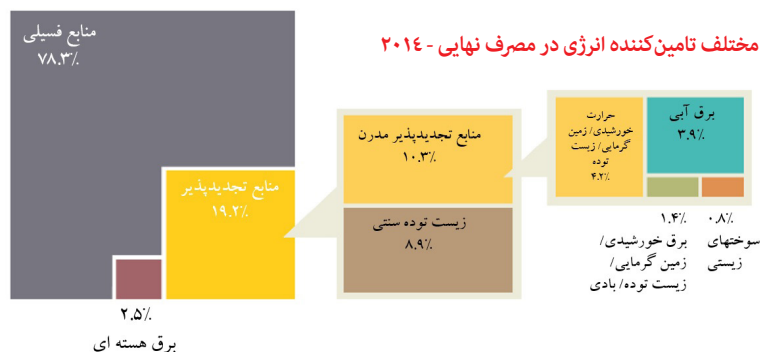 مختلف تامین‌کننده انرژی در مصرف نهایی - ۲۰۱٤
منابع فسیلی
۷۸.۳٪
منابع تجدیدپذیر
۱۹.۲٪
۲.۵٪
برق هسته ای
منابع تجدیدپذیر مدرن
۱۰.۳٪
زیست توده سنتی
۸.۹٪
حرارت
خورشیدی/ زمین
گرمایی/ زیست
توده
۴.۲٪
برق آبی
۳.۹٪
۱.۴٪
برق خورشیدی/
زمین گرمایی/
زیست توده/ بادی
۰.۸٪
سوختهای
زیستی